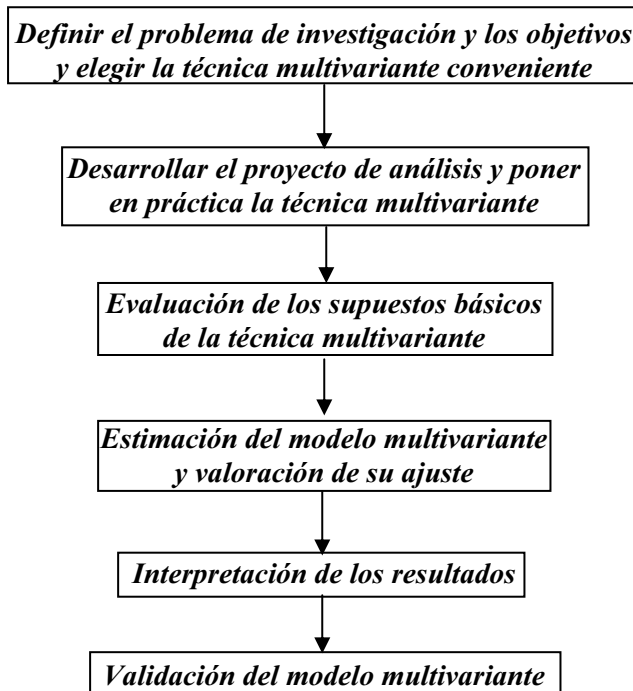 Definir el problema de investigación y los objetivos
y elegir la técnica multivariante conveniente
Desarrollar el proyecto de análisis y poner
en práctica la técnica multivariante
Evaluación de los supuestos básicos
de la técnica multivariante
Estimación del modelo multivariante
y valoración de su ajuste
Interpretación de los resultados
Validación del modelo multivariante